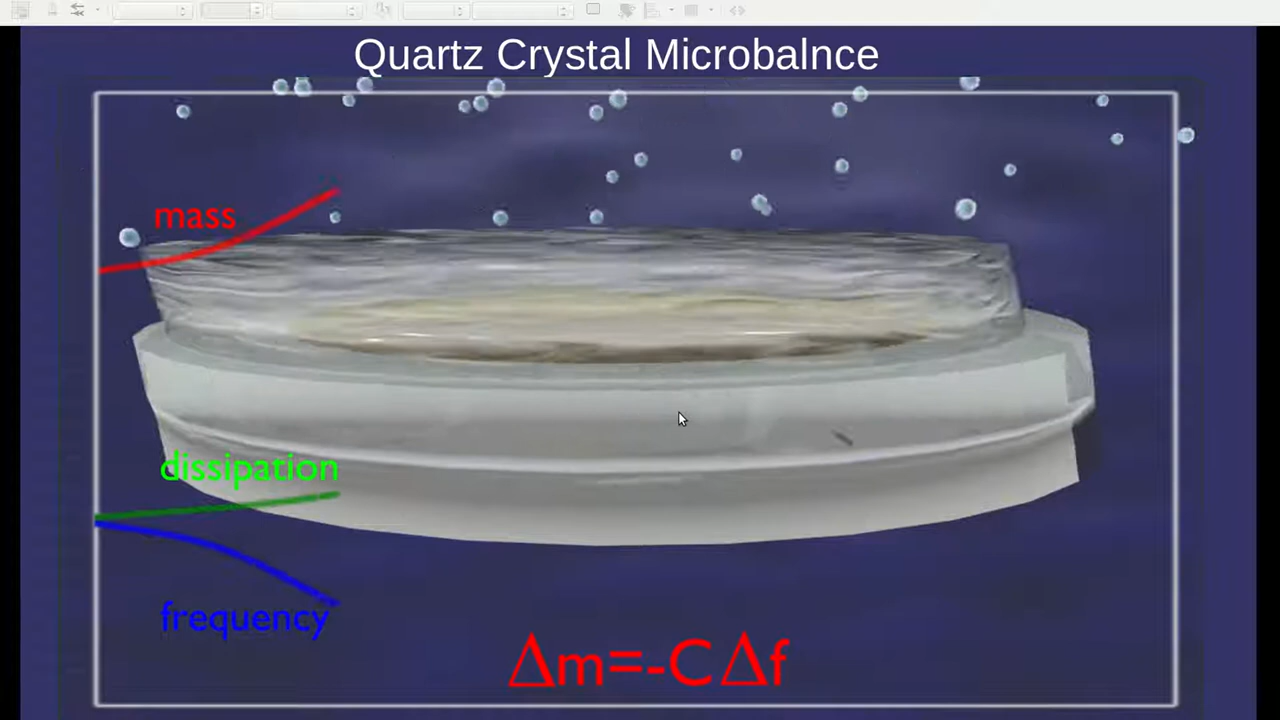 Quartz Crystal Microbalnce
mass
dissipation
frequency
Δm=-CΔf